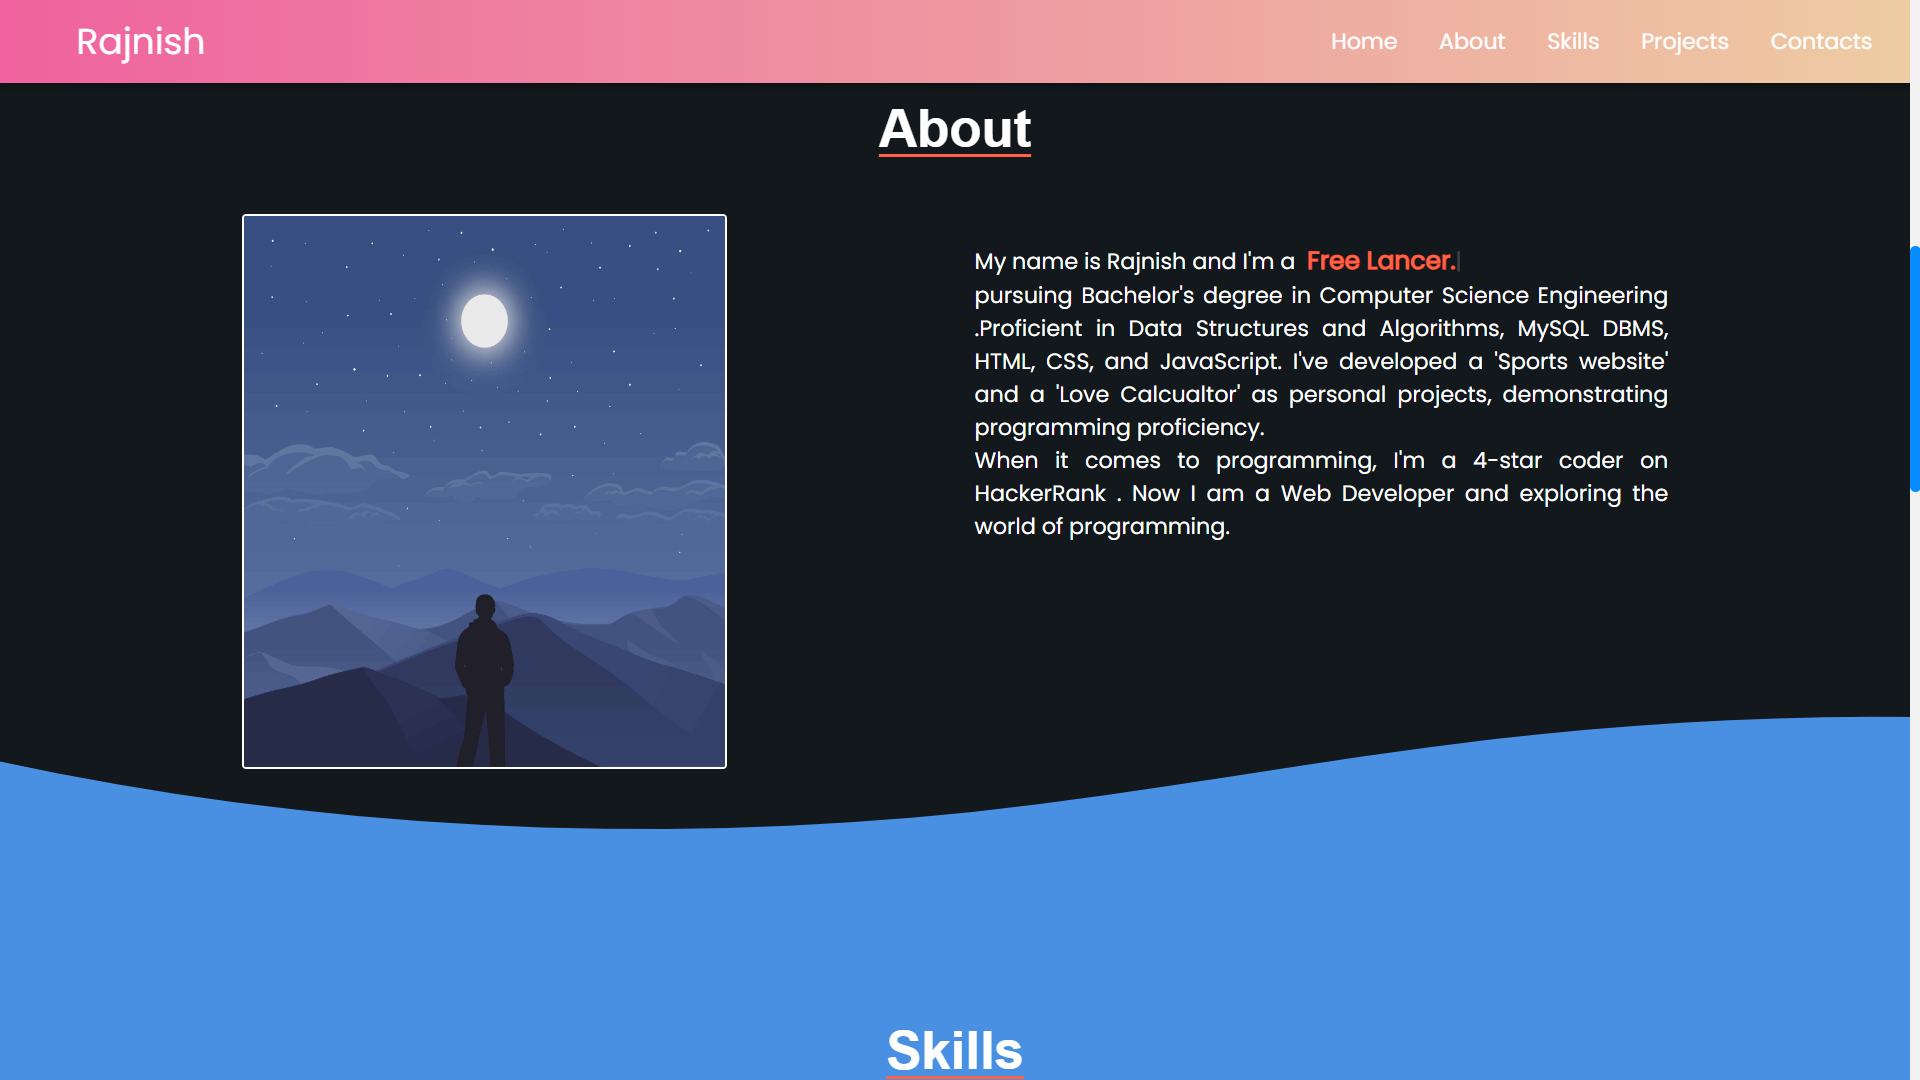 Rajnish
Home About Skills Projects Contacts
About
My name is Rajnish and I'm a Free Lancer.|
pursuing Bachelor's degree in Computer Science Engineering
.Proficient in Data Structures and Algorithms, MySQL DBMS,
HTML, CSS, and JavaScript. I've developed a 'Sports website'
and a 'Love Calcualtor' as personal projects, demonstrating
programming proficiency.
When it comes to programming, I'm a 4-star coder on
HackerRank . Now I am a Web Developer and exploring the
world of programming.
Skills